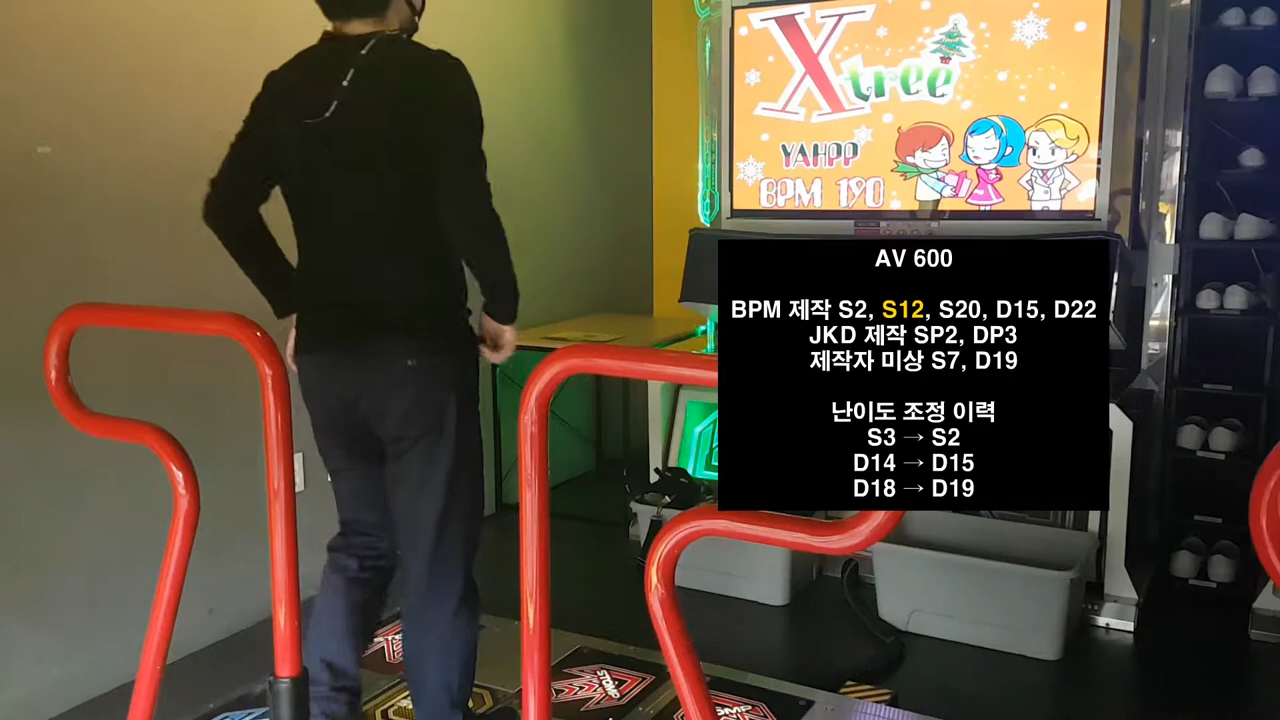 Xtree
YAHPP
BPM 190
AV 600
BPM 제작 S2, S12, S20, D15, D22
JKD 제작 SP2, DP3
제작자 미상 S7, D19
난이도 조정 이력
S3 → S2
D14 → D15
D18 → D19
STOMP